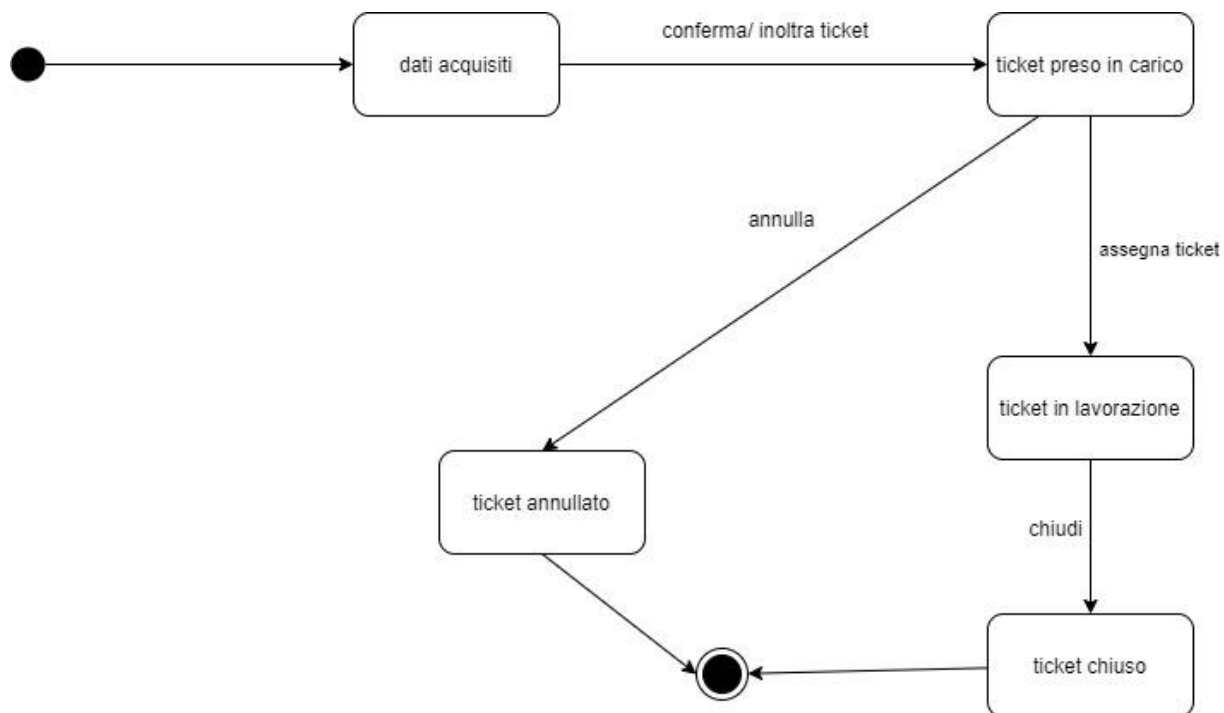 conferma/ inoltra ticket
dati acquisiti
ticket preso in carico
annulla
assegna ticket
ticket in lavorazione
ticket annullato
chiudi
ticket chiuso